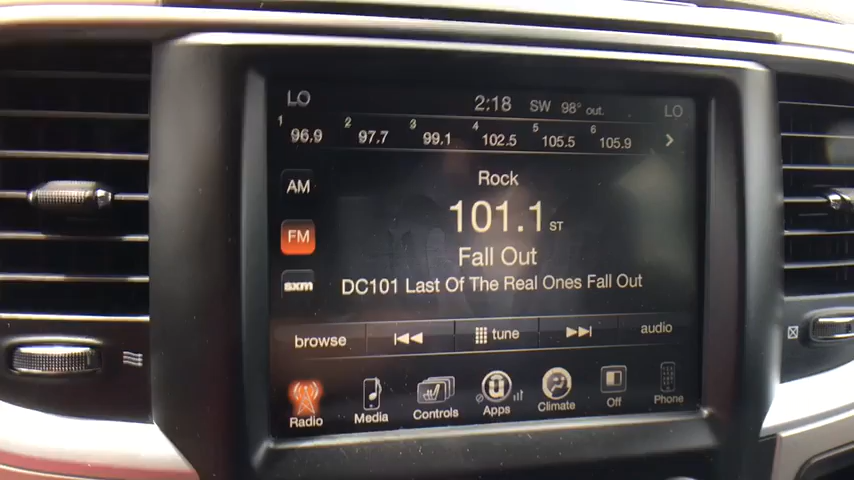 LO 2:18 SW 98° out. LO
1 96.9 2 97.7 3 99.1 4 102.5 5 105.5 6 105.9
Rock
AM
101.1 ST
FM
Fall Out
sxm
DC101 Last Of The Real Ones Fall Out
browse tune audio
Radio Media Controls Apps Climate Off Phone